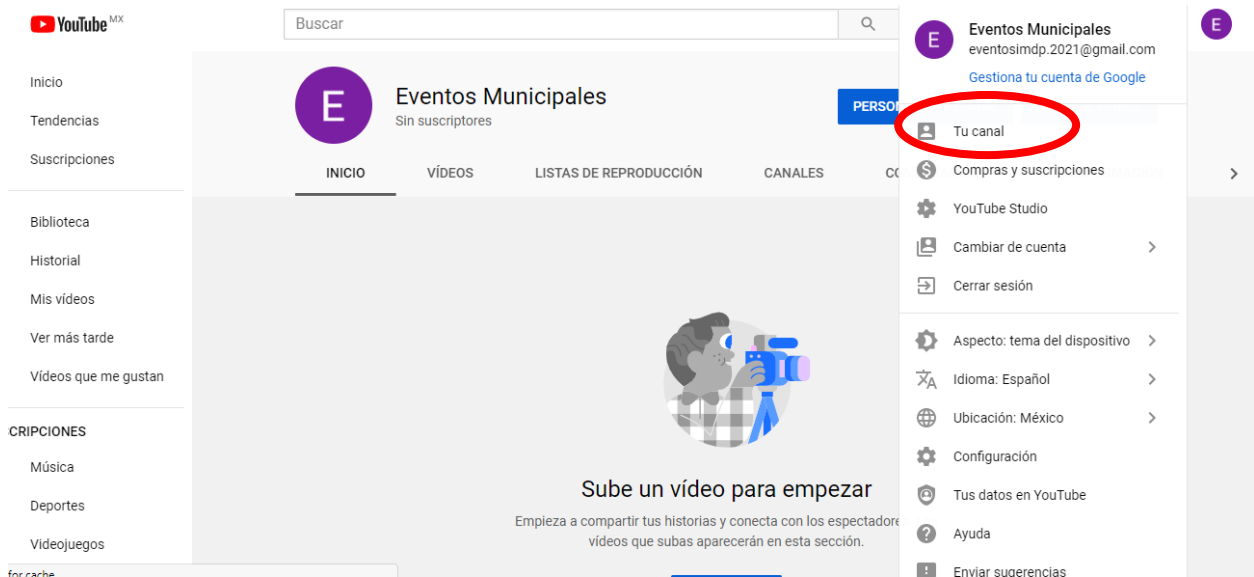 YouTube MX
Buscar
E
Eventos Municipales
eventosimdp.2021@gmail.com
Gestiona tu cuenta de Google
E
Inicio
Tendencias
Suscripciones
Biblioteca
Historial
Mis vídeos
Ver más tarde
Vídeos que me gustan
CRIPCIONES
Música
Deportes
Videojuegos
for cache
E
Eventos Municipales
Sin suscriptores
PERSO
INICIO VÍDEOS LISTAS DE REPRODUCCIÓN CANALES CO
Sube un vídeo para empezar
Empieza a compartir tus historias y conecta con los espectadore
vídeos que subas aparecerán en esta sección.
Tu canal
Compras y suscripciones
YouTube Studio
Cambiar de cuenta
Cerrar sesión
Aspecto: tema del dispositivo
Idioma: Español
Ubicación: México
Configuración
Tus datos en YouTube
Ayuda
Enviar sugerencias